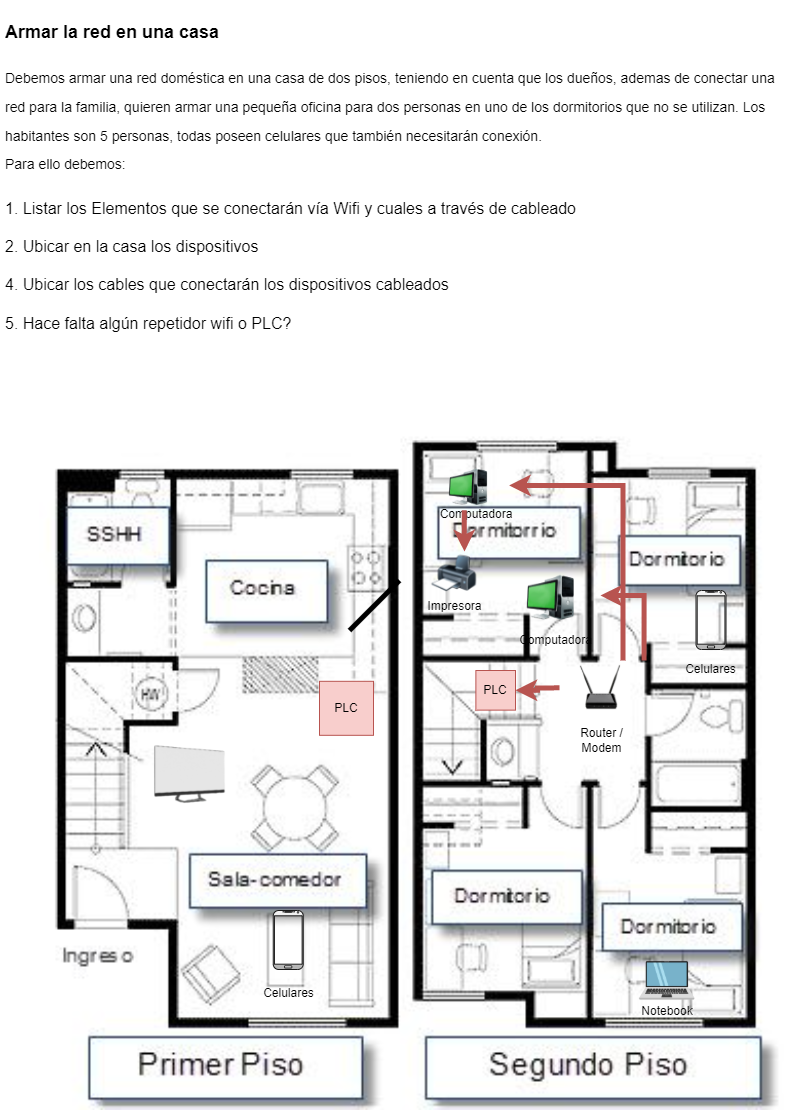 Armar la red en una casa
Debemos armar una red doméstica en una casa de dos pisos, teniendo en cuenta que los dueños, ademas de conectar una
red para la familia, quieren armar una pequeña oficina para dos personas en uno de los dormitorios que no se utilizan. Los
habitantes son 5 personas, todas poseen celulares que también necesitarán conexión.
Para ello debemos:
1. Listar los Elementos que se conectarán vía Wifi y cuales a través de cableado
2. Ubicar en la casa los dispositivos
4. Ubicar los cables que conectarán los dispositivos cableados
5. Hace falta algún repetidor wifi o PLC?
SSHH
Cocina
HW
PLC
Sala-comedor
Ingreso
Celulares
Primer Piso
Computadora
Dormitorrio
Impresora
Computadora
Dormitorio
Celulares
PLC
Router /
Modem
Dormitorio
Dormitorio
Notebook
Segundo Piso